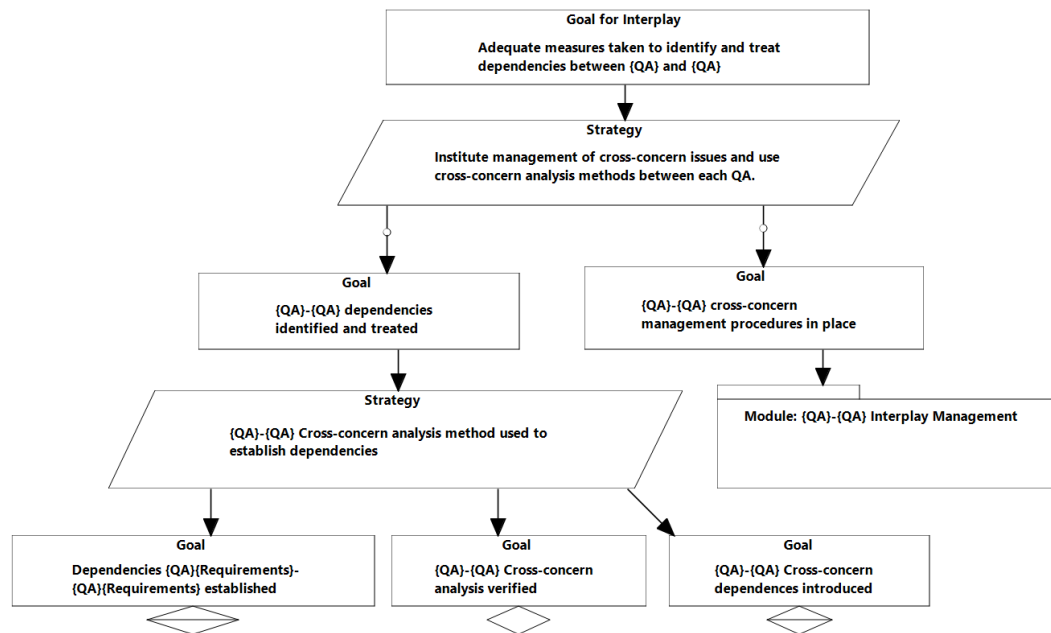 Goal for Interplay
Adequate measures taken to identify and treat
dependencies between {QA} and {QA}
Strategy
Institute management of cross-concern issues and use
cross-concern analysis methods between each QA.
Goal
{QA}-{QA} dependencies
identified and treated
Goal
{QA}-{QA} cross-concern
management procedures in place
Strategy
{QA}-{QA} Cross-concern analysis method used to
establish dependencies
Module: {QA}-{QA} Interplay Management
Goal
Dependencies {QA}{Requirements}-
{QA}{Requirements} established
Goal
{QA}-{QA} Cross-concern
analysis verified
Goal
{QA}-{QA} Cross-concern
dependences introduced